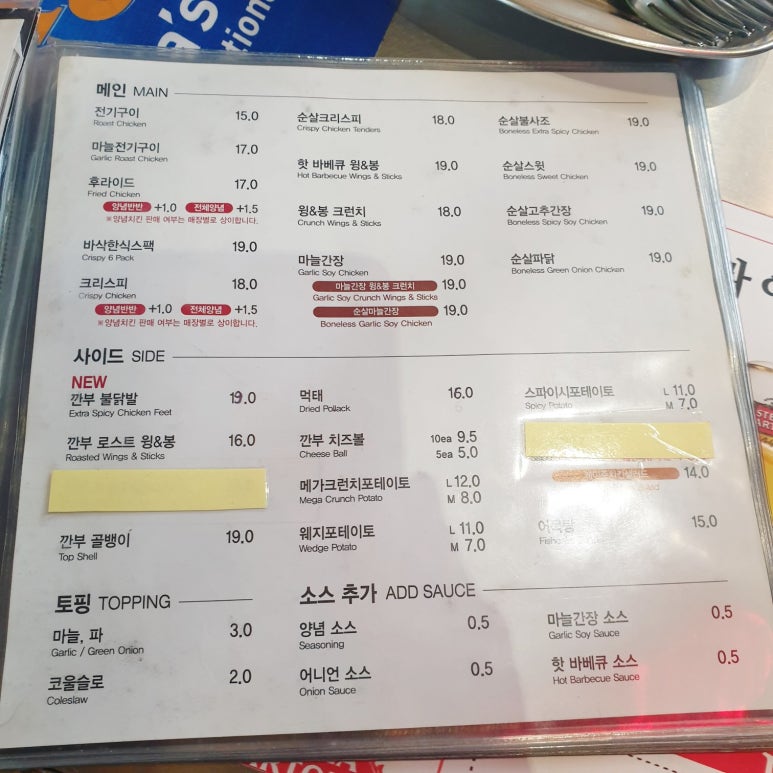 메인 MAIN
전기구이 15.0
Roast Chicken
마늘전기구이 17.0
Garlic Roast Chicken
후라이드 17.0
Fried Chicken
양념반반 +1.0 전체양념 +1.5
※양념치킨 판매 여부는 매장별로 상이합니다.
바삭한식스팩 19.0
Crispy 6 Pack
크리스피 18.0
Crispy Chicken
양념반반 +1.0 전체양념 +1.5
※양념치킨 판매 여부는 매장별로 상이합니다.
순살크리스피 18.0
Crispy Chicken Tenders
핫 바베큐 윙&봉 19.0
Hot Barbecue Wings & Sticks
윙&봉 크런치 18.0
Crunch Wings & Sticks
마늘간장 19.0
Garlic Soy Chicken
마늘간장 윙&봉 크런치 19.0
Garlic Soy Crunch Wings & Sticks
순살마늘간장 19.0
Boneless Garlic Soy Chicken
순살불사조 19.0
Boneless Extra Spicy Chicken
순살스윗 19.0
Boneless Sweet Chicken
순살고추간장 19.0
Boneless Spicy Soy Chicken
순살파닭 19.0
Boneless Green Onion Chicken
사이드 SIDE
NEW
깐부 불닭발 19.0
Extra Spicy Chicken Feet
깐부 로스트 윙&봉 16.0
Roasted Wings & Sticks
깐부 골뱅이 19.0
Top Shell
먹태 16.0
Dried Pollack
깐부 치즈볼 10ea 9.5
Cheese Ball 5ea 5.0
메가크런치포테이토 L 12.0
Mega Crunch Potato M 8.0
웨지포테이토 L 11.0
Wedge Potato M 7.0
스파이시포테이토 L 11.0
Spicy Potato M 7.0
14.0
어묵탕 15.0
토핑 TOPPING
마늘, 파 3.0
Garlic / Green Onion
코울슬로 2.0
Coleslaw
소스 추가 ADD SAUCE
양념 소스 0.5
Seasoning
어니언 소스 0.5
Onion Sauce
마늘간장 소스 0.5
Garlic Soy Sauce
핫 바베큐 소스 0.5
Hot Barbecue Sauce